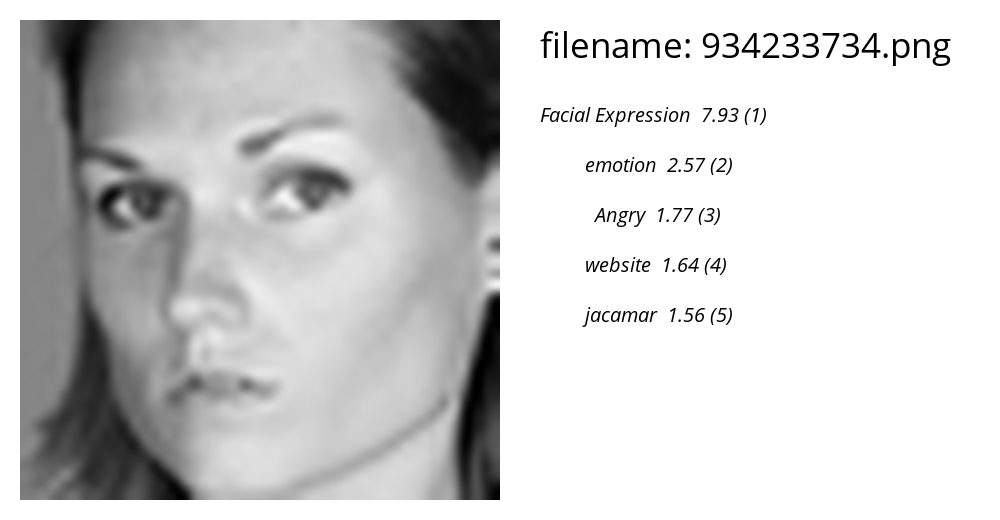 filename: 934233734.png
Facial Expression 7.93 (1)
emotion 2.57 (2)
Angry 1.77 (3)
website 1.64 (4)
jacamar 1.56 (5)